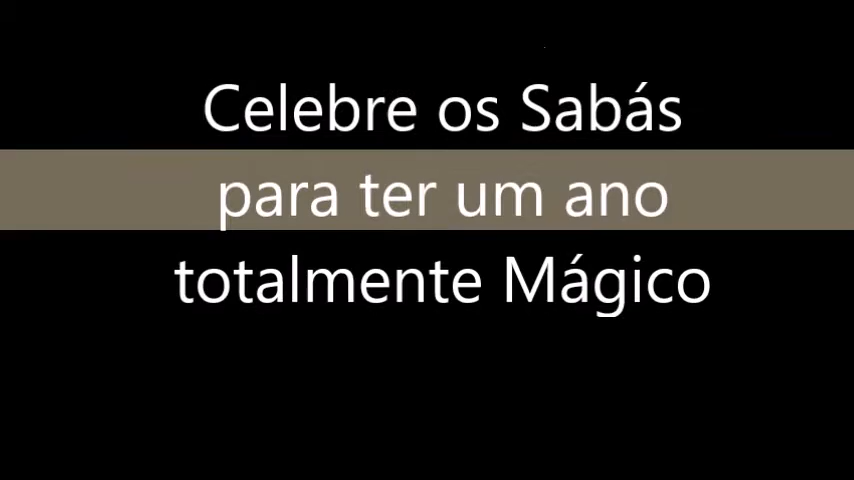 Celebre os Sabás
para ter um ano
totalmente Mágico